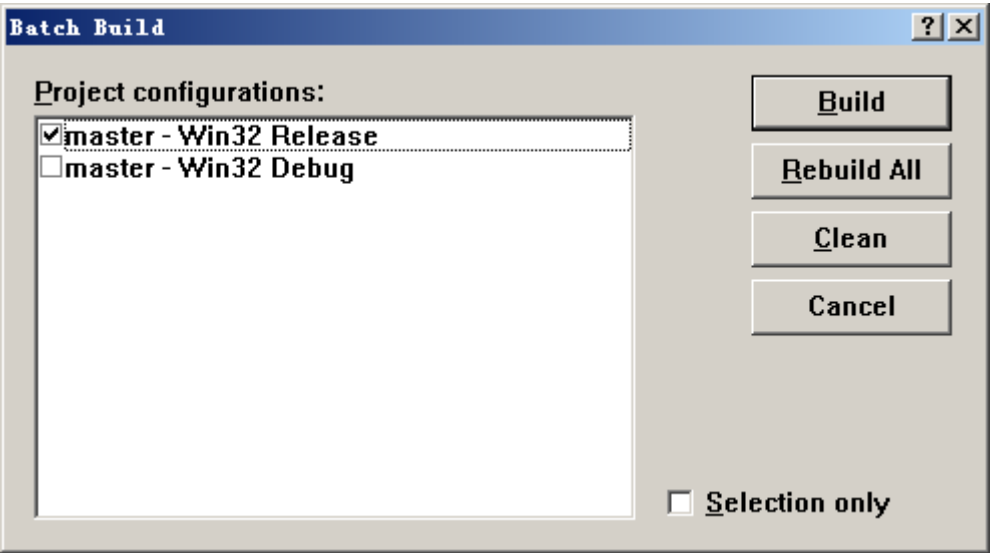 Batch Build
Project configurations:
master - Win32 Release
master - Win32 Debug
Build
Rebuild All
Clean
Cancel
Selection only